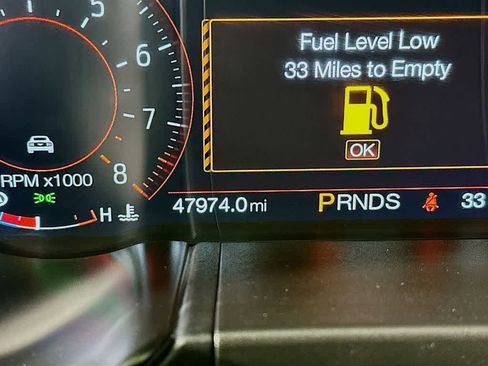 Fuel Level Low
33 Miles to Empty
OK
5
6
7
8
RPM x1000
H
47974.0 mi
PRNDS
33